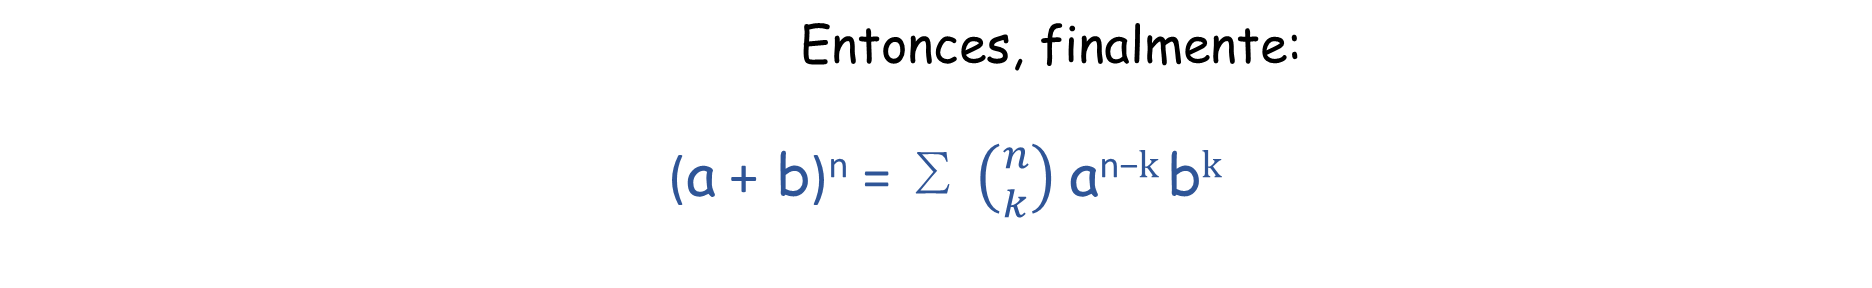 Entonces, finalmente:
(a + b)ⁿ = ∑ (n k) aⁿ⁻ᵏ bᵏ